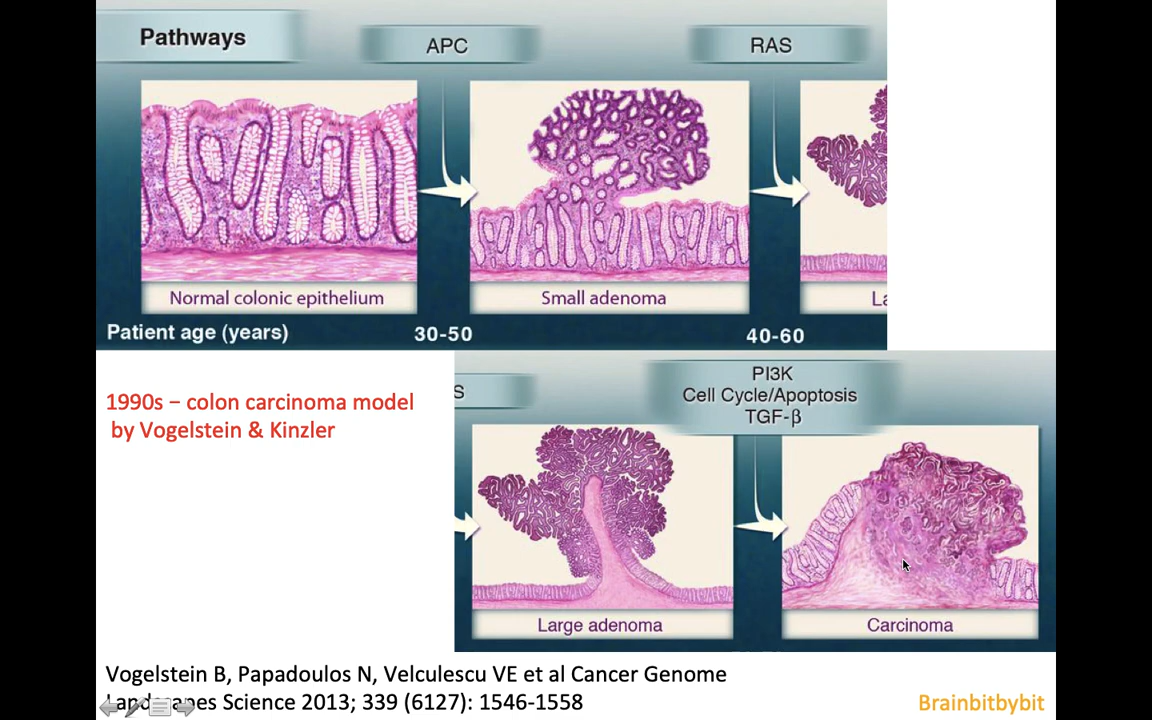 Pathways
APC
RAS
Normal colonic epithelium
Small adenoma
La
Patient age (years)
30-50
40-60
1990s – colon carcinoma model
by Vogelstein & Kinzler
S
PI3K
Cell Cycle/Apoptosis
TGF-β
Large adenoma
Carcinoma
Vogelstein B, Papadoulos N, Velculescu VE et al Cancer Genome
Landscapes Science 2013; 339 (6127): 1546-1558
Brainbitbybit